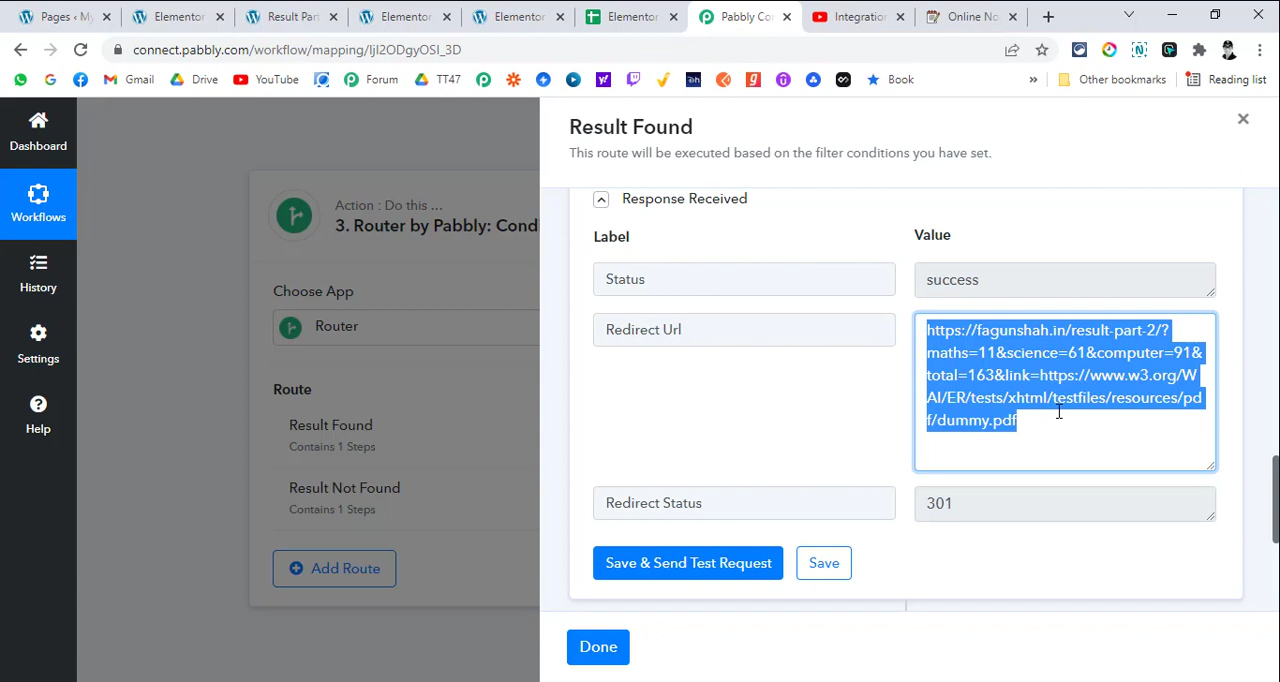 Pages ‹ My
Elementor
Result Part
Elementor
Elementor
Elementor
Pabbly Co
Integration
Online No
connect.pabbly.com/workflow/mapping/IjI2ODgyOSI_3D
Gmail
Drive
YouTube
Forum
TT47
Book
»
Other bookmarks
Reading list
Dashboard
Workflows
History
Settings
Help
Action : Do this ...
3. Router by Pabbly: Cond
Choose App
Router
Route
Result Found
Contains 1 Steps
Result Not Found
Contains 1 Steps
Add Route
Result Found
This route will be executed based on the filter conditions you have set.
Response Received
Label
Value
Status
success
Redirect Url
https://fagunshah.in/result-part-2/?
maths=11&science=61&computer=91&
total=163&link=https://www.w3.org/W
AI/ER/tests/xhtml/testfiles/resources/pd
f/dummy.pdf
Redirect Status
301
Save & Send Test Request
Save
Done